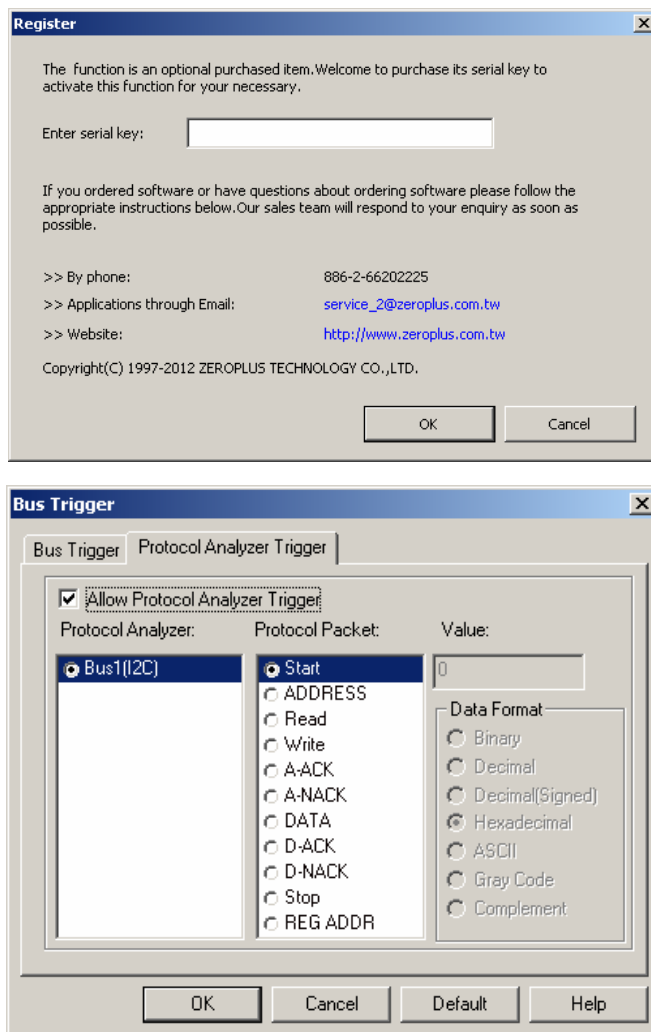 Register
The function is an optional purchased item.Welcome to purchase its serial key to
activate this function for your necessary.
Enter serial key:
If you ordered software or have questions about ordering software please follow the
appropriate instructions below.Our sales team will respond to your enquiry as soon as
possible.
>> By phone: 886-2-66202225
>> Applications through Email: service_2@zeroplus.com.tw
>> Website: http://www.zeroplus.com.tw
Copyright(C) 1997-2012 ZEROPLUS TECHNOLOGY CO.,LTD.
OK Cancel
Bus Trigger
Bus Trigger Protocol Analyzer Trigger
Allow Protocol Analyzer Trigger
Protocol Analyzer: Protocol Packet: Value:
Bus1(I2C) Start 0
ADDRESS
Data Format
Read
Binary
Write
Decimal
A-ACK
Decimal(Signed)
A-NACK
Hexadecimal
DATA
ASCII
D-ACK
Gray Code
D-NACK
Complement
Stop
REG ADDR
OK Cancel Default Help